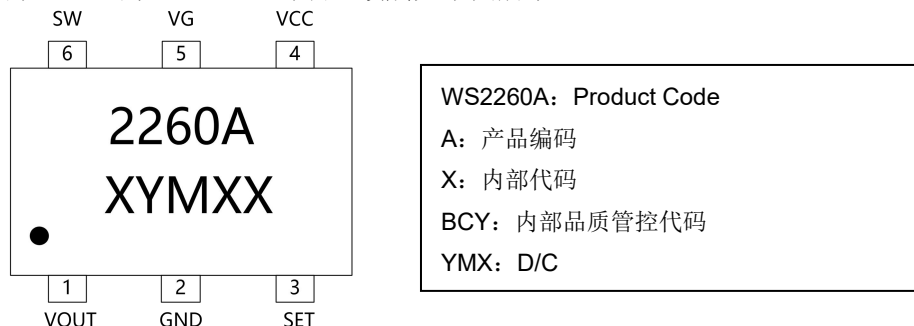 SW VG VCC
6 5 4
2260A
XYMXX
1 2 3
VOUT GND SET
WS2260A：Product Code
A：产品编码
X：内部代码
BCY：内部品质管控代码
YMX：D/C